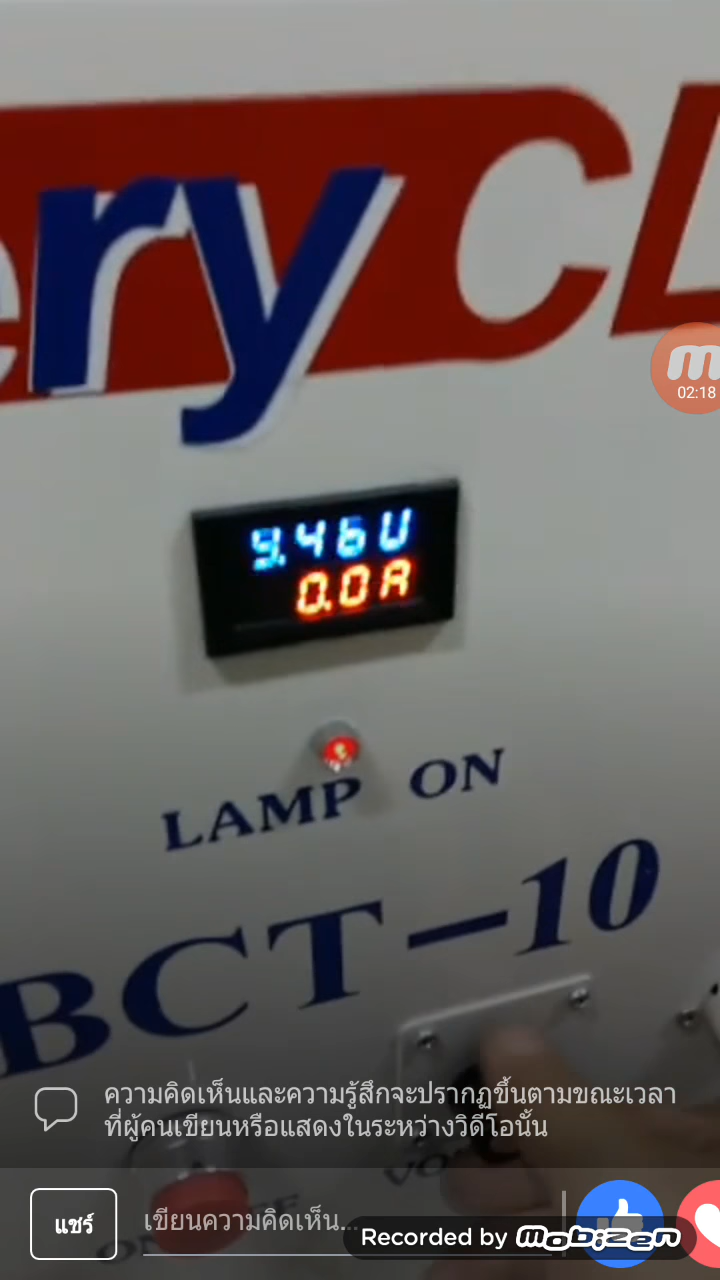 ery CL
02:18
9.46V
0.0A
LAMP ON
BCT-10
ความคิดเห็นและความรู้สึกจะปรากฏขึ้นตามขณะเวลา
ที่ผู้คนเขียนหรือแสดงในระหว่างวิดีโอนั้น
แชร์
เขียนความคิดเห็น...
Recorded by mobizen